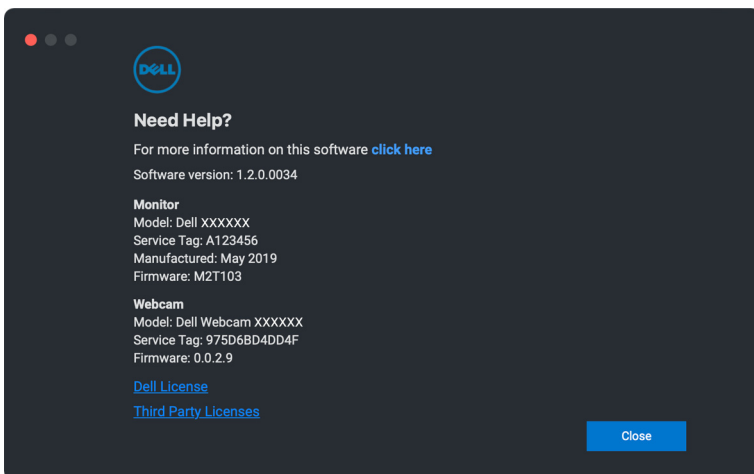 DELL
Need Help?
For more information on this software click here
Software version: 1.2.0.0034
Monitor
Model: Dell XXXXXX
Service Tag: A123456
Manufactured: May 2019
Firmware: M2T103
Webcam
Model: Dell Webcam XXXXXX
Service Tag: 975D6BD4DD4F
Firmware: 0.0.2.9
Dell License
Third Party Licenses
Close